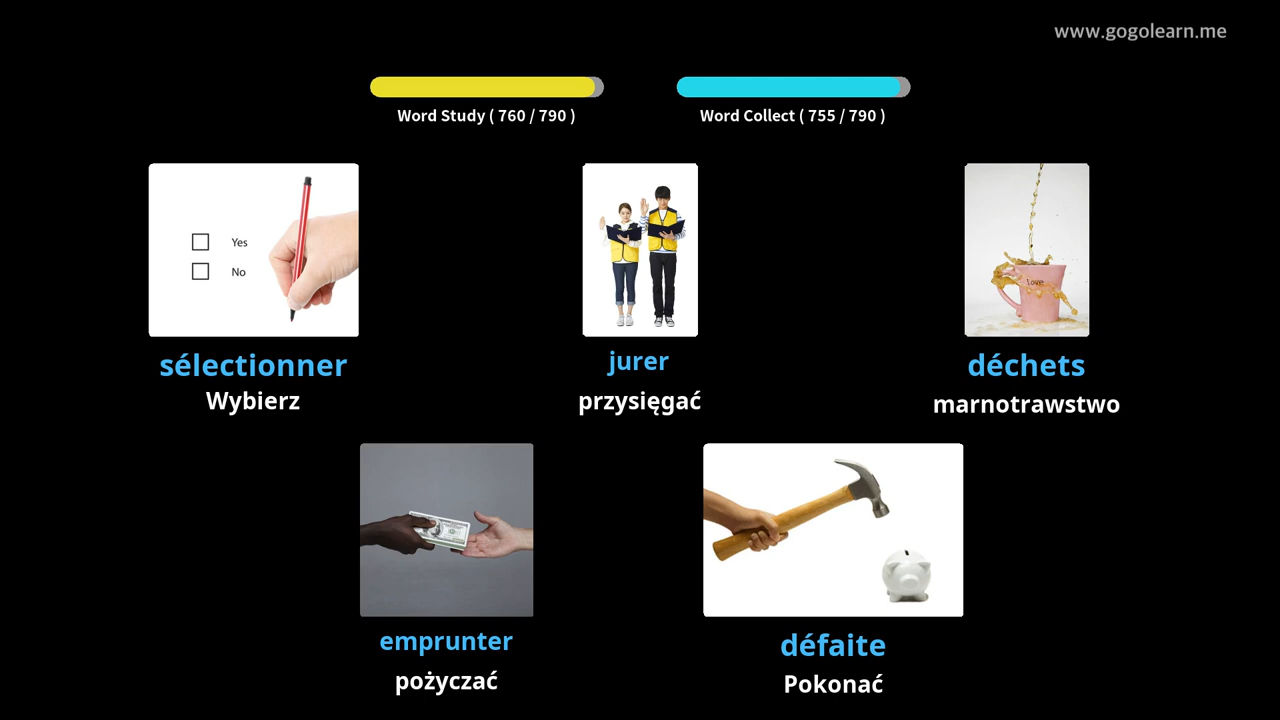 www.gogolearn.me
Word Study ( 760 / 790 )
Word Collect ( 755 / 790 )
Yes
No
Love
sélectionner
Wybierz
jurer
przysięgać
déchets
marnotrawstwo
emprunter
pożyczać
défaite
Pokonać